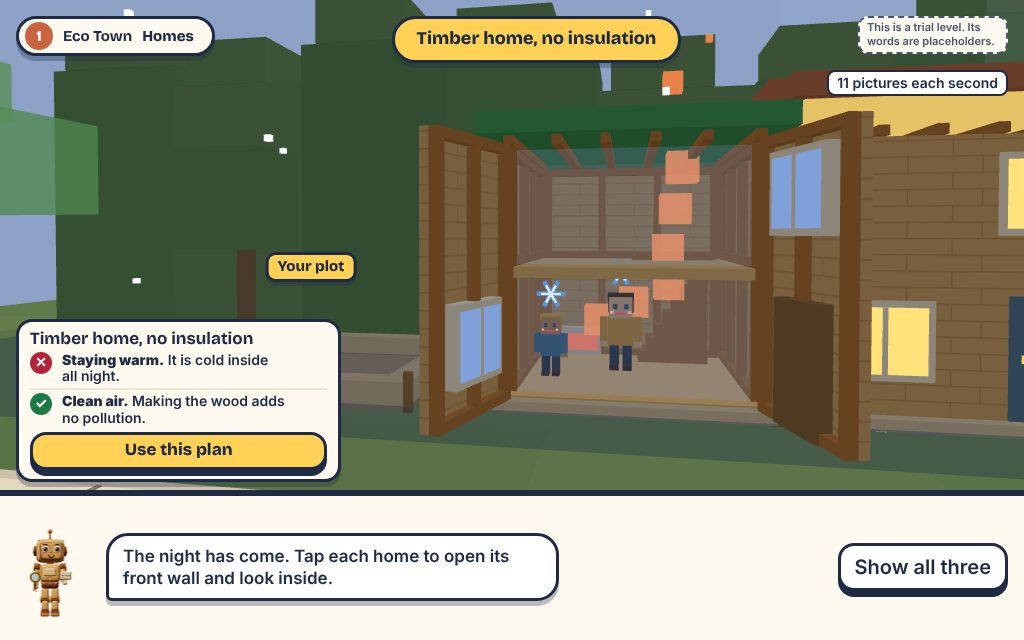 1 Eco Town Homes
Timber home, no insulation
This is a trial level. Its
words are placeholders.
11 pictures each second
Your plot
Timber home, no insulation
Staying warm. It is cold inside
all night.
Clean air. Making the wood adds
no pollution.
Use this plan
The night has come. Tap each home to open its
front wall and look inside.
Show all three